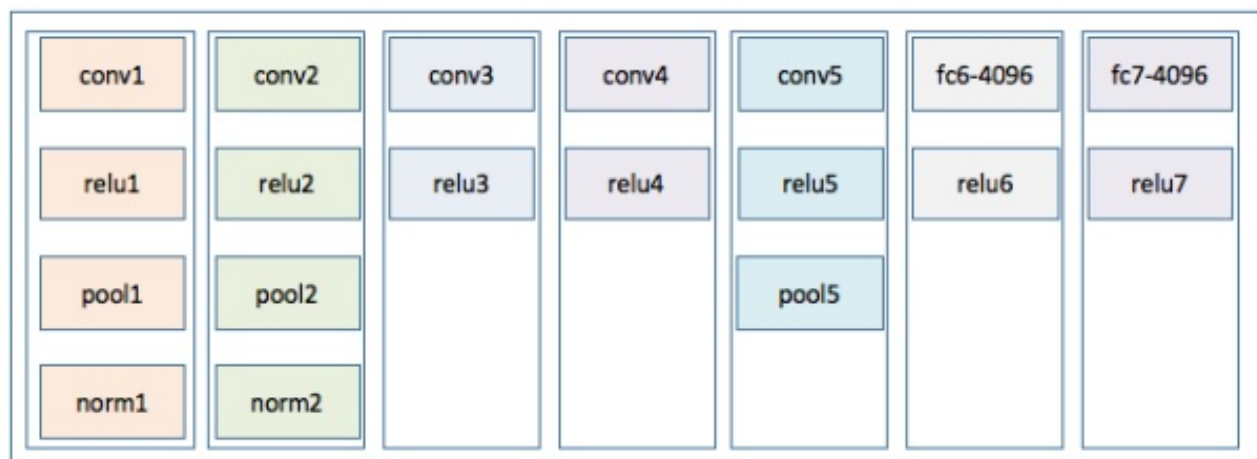 conv1 conv2 conv3 conv4 conv5 fc6-4096 fc7-4096
relu1 relu2 relu3 relu4 relu5 relu6 relu7
pool1 pool2 pool5
norm1 norm2